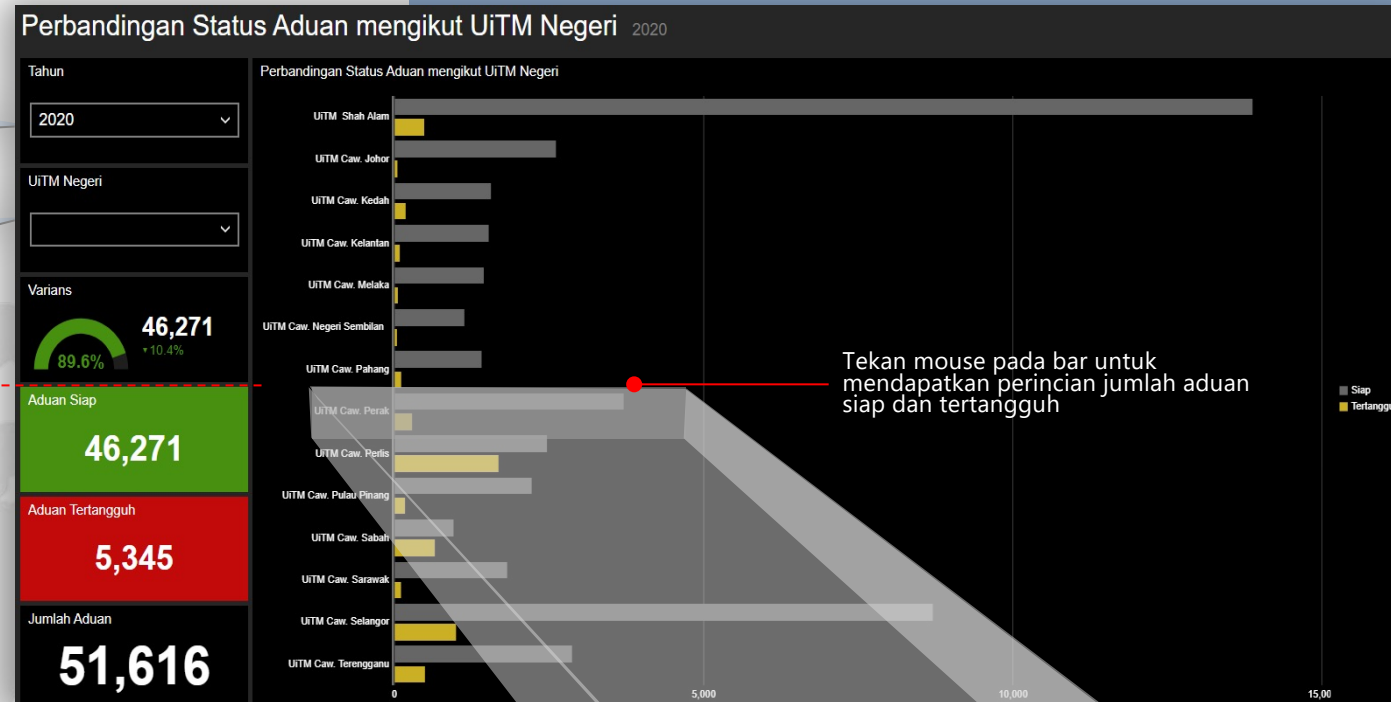 Perbandingan Status Aduan mengikut UiTM Negeri 2020
Tahun
2020
UiTM Negeri
Varians
46,271
▾10.4%
89.6%
Aduan Siap
46,271
Aduan Tertangguh
5,345
Jumlah Aduan
51,616
Perbandingan Status Aduan mengikut UiTM Negeri
UiTM Shah Alam
UiTM Caw. Johor
UiTM Caw. Kedah
UiTM Caw. Kelantan
UiTM Caw. Melaka
UiTM Caw. Negeri Sembilan
UiTM Caw. Pahang
UiTM Caw. Perak
UiTM Caw. Perlis
UiTM Caw. Pulau Pinang
UiTM Caw. Sabah
UiTM Caw. Sarawak
UiTM Caw. Selangor
UiTM Caw. Terengganu
0 5,000 10,000 15,00
Tekan mouse pada bar untuk
mendapatkan perincian jumlah aduan
siap dan tertangguh
Siap
Tertanggu